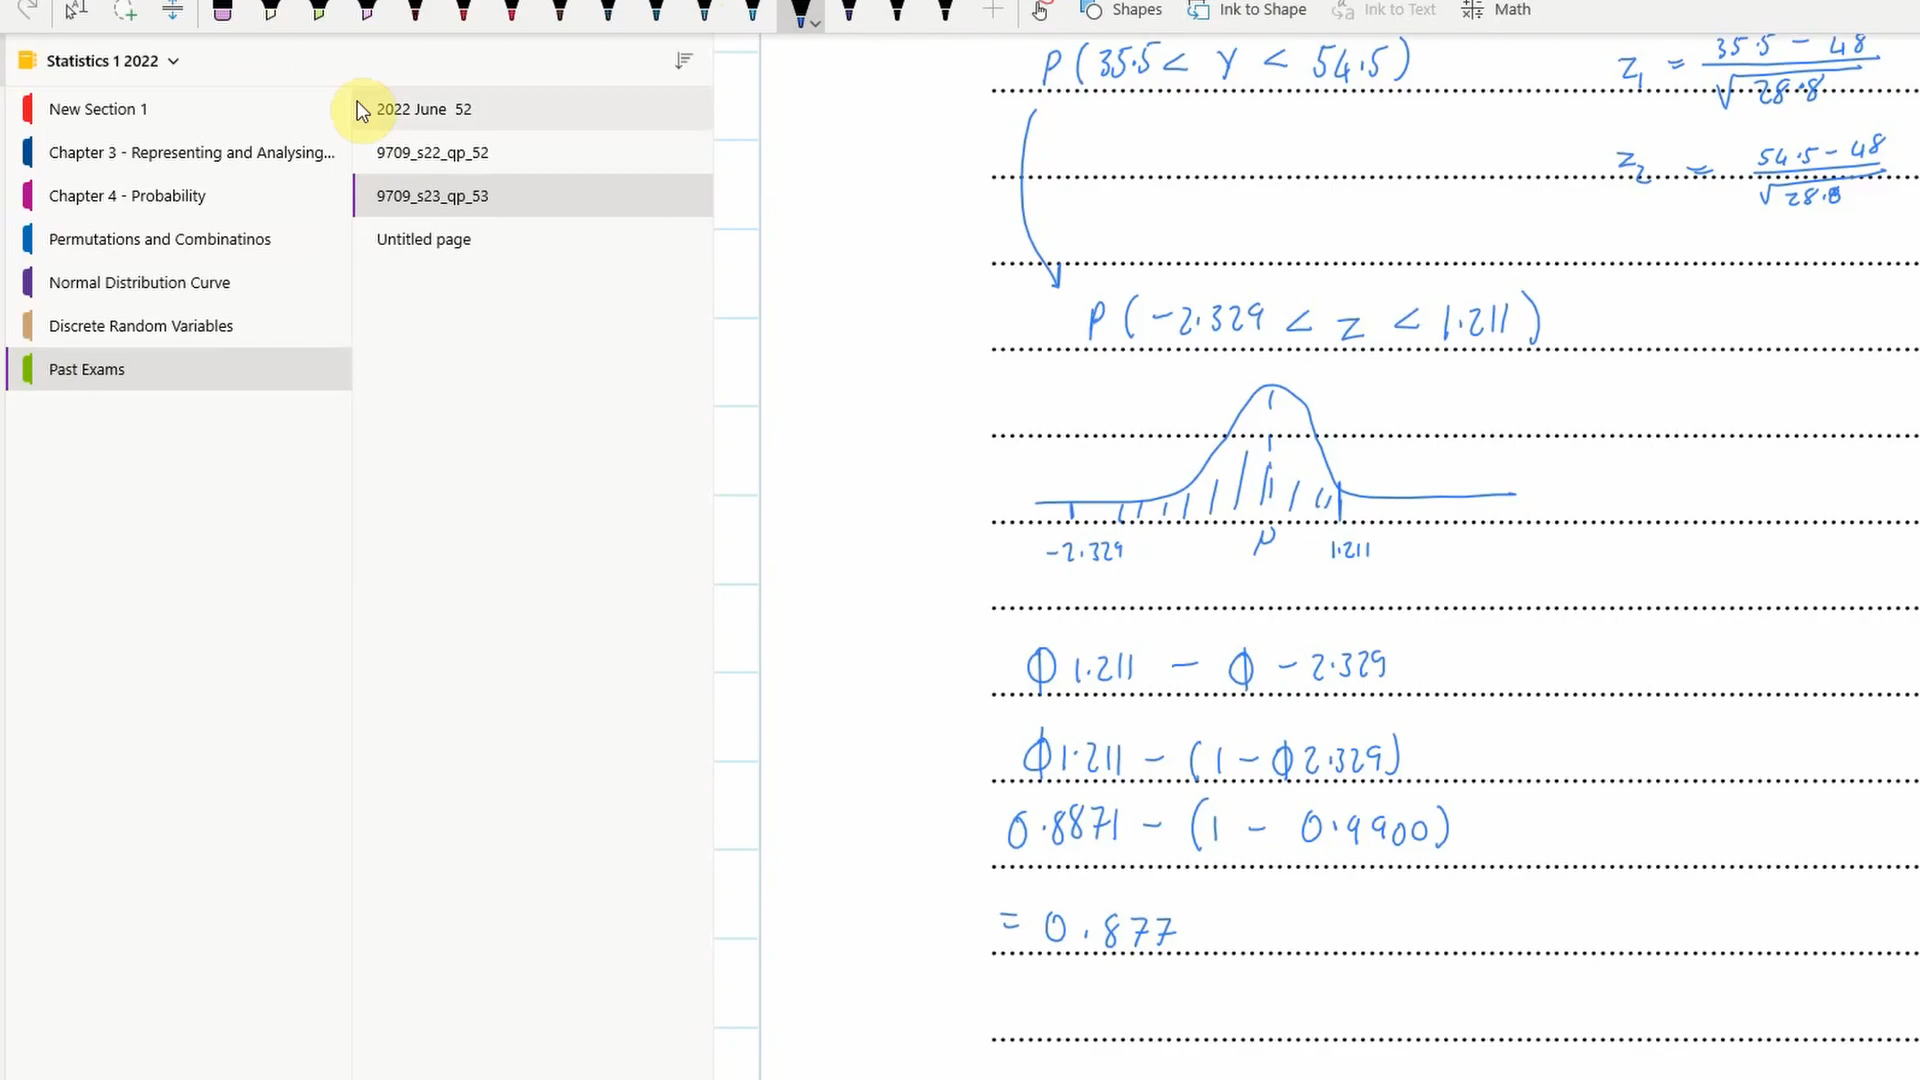 Shapes
Ink to Shape
Ink to Text
Math
Statistics 1 2022
New Section 1
Chapter 3 - Representing and Analysing...
Chapter 4 - Probability
Permutations and Combinatinos
Normal Distribution Curve
Discrete Random Variables
Past Exams
2022 June 52
9709_s22_qp_52
9709_s23_qp_53
Untitled page
P ( 35.5 < Y < 54.5 )
z₁ = (35.5 - 48) / √28.8
z₂ = (54.5 - 48) / √28.8
P ( -2.329 < z < 1.211 )
-2.329 μ 1.211
Φ 1.211 - Φ -2.329
Φ 1.211 - ( 1 - Φ 2.329 )
0.8871 - ( 1 - 0.9900 )
= 0.877